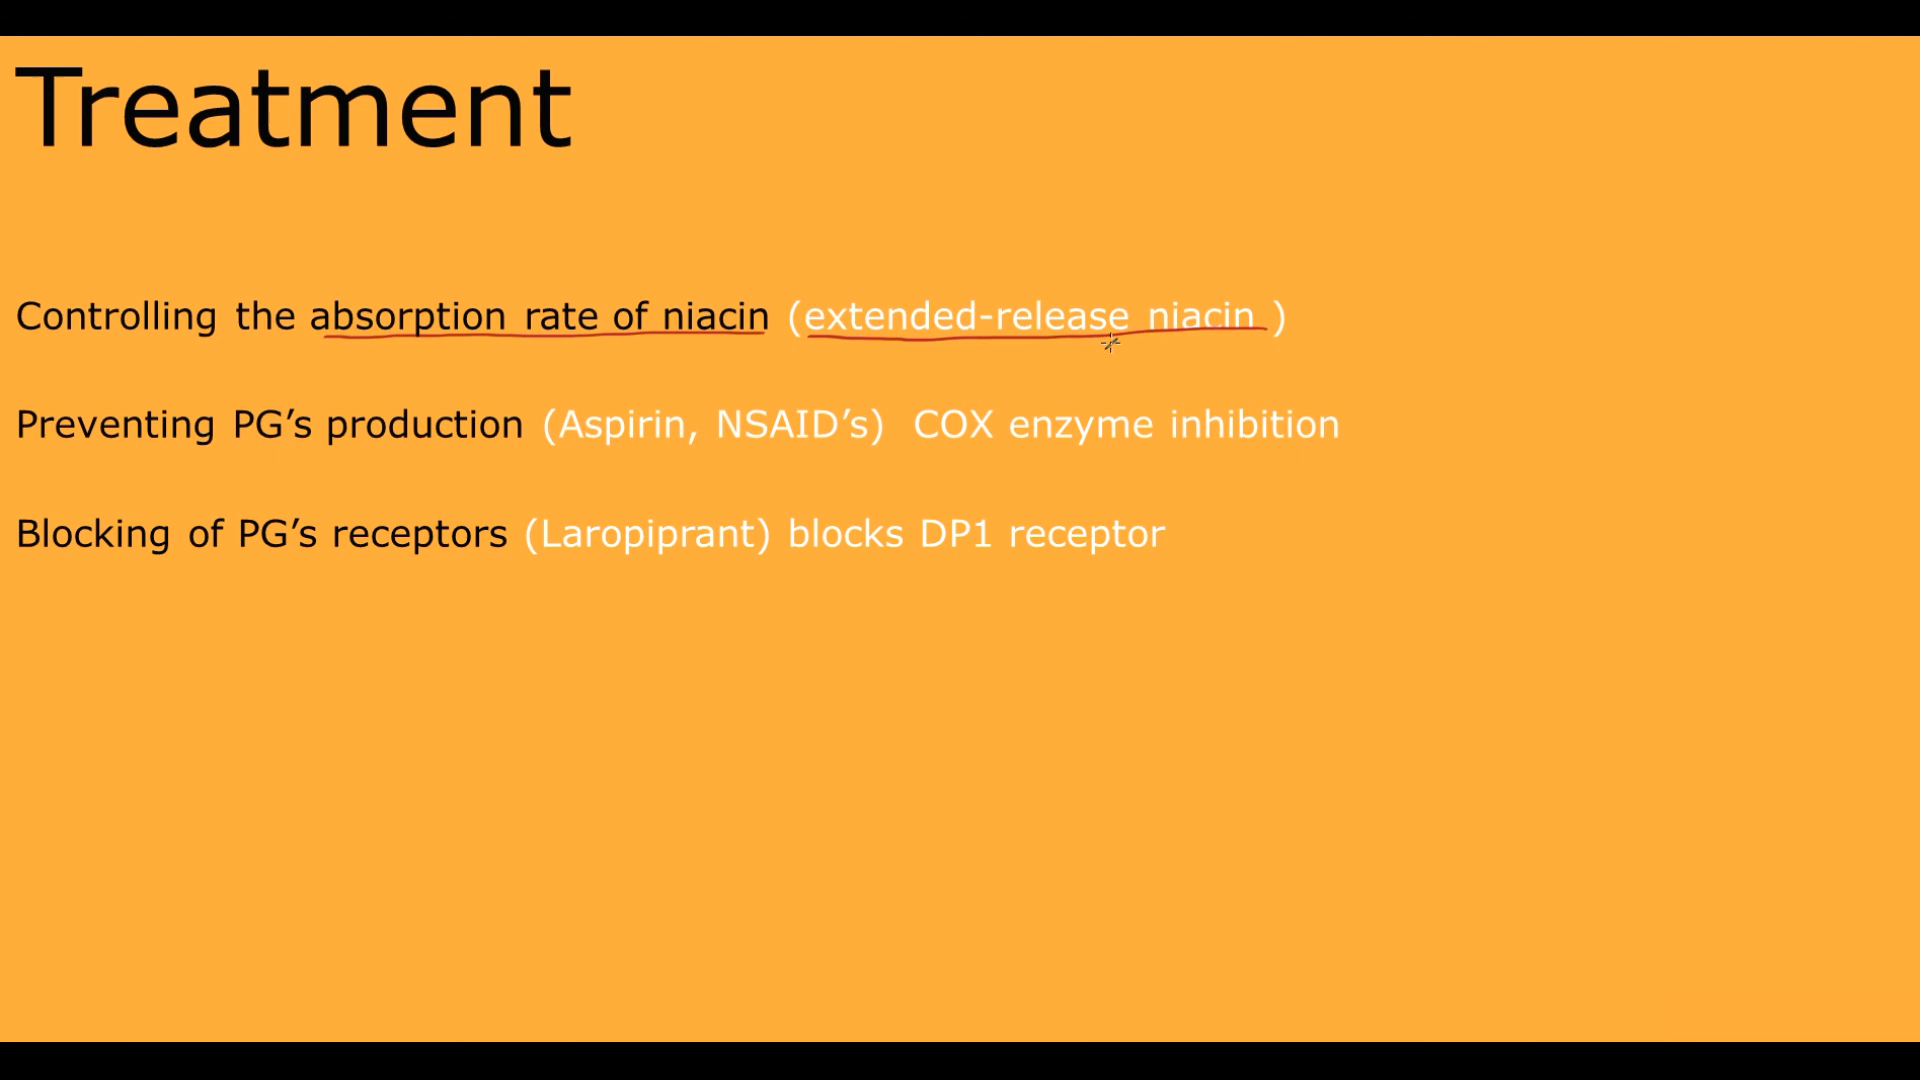 Treatment
Controlling the absorption rate of niacin (extended-release niacin )
Preventing PG’s production (Aspirin, NSAID’s)  COX enzyme inhibition
Blocking of PG’s receptors (Laropiprant) blocks DP1 receptor